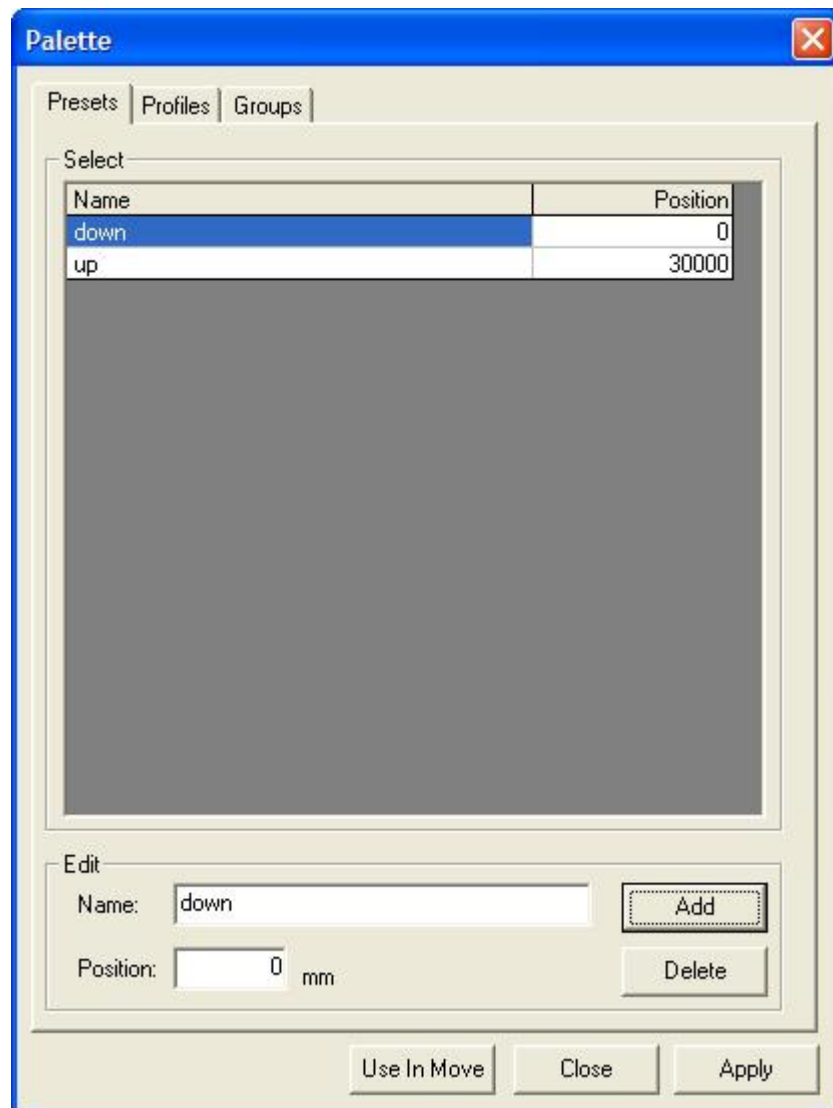 Palette
Presets Profiles Groups
Select
Name Position
down 0
up 30000
Edit
Name: down Add
Position: 0 mm Delete
Use In Move Close Apply